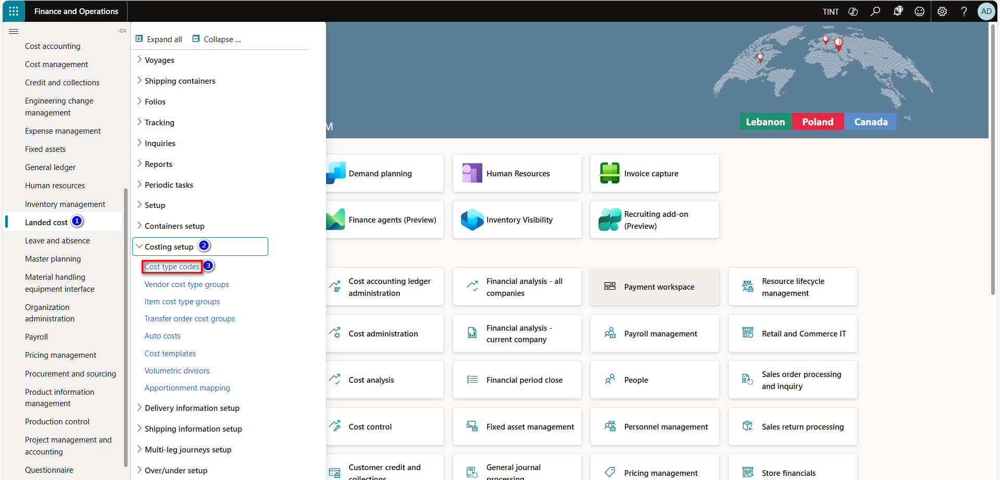 Finance and Operations
TINT
21
AD
Cost accounting
Cost management
Credit and collections
Engineering change
management
Expense management
Fixed assets
General ledger
Human resources
Inventory management
Landed cost 1
Leave and absence
Master planning
Material handling
equipment interface
Organization
administration
Payroll
Pricing management
Procurement and sourcing
Product information
management
Production control
Project management and
accounting
Questionnaire
Expand all
Collapse ...
Voyages
Shipping containers
Folios
Tracking
Inquiries
Reports
Periodic tasks
Setup
Containers setup
Costing setup 2
Cost type codes 3
Vendor cost type groups
Item cost type groups
Transfer order cost groups
Auto costs
Cost templates
Volumetric divisors
Apportionment mapping
Delivery information setup
Shipping information setup
Multi-leg journeys setup
Over/under setup
M
Lebanon
Poland
Canada
Demand planning
Human Resources
Invoice capture
Finance agents (Preview)
Inventory Visibility
Recruiting add-on
(Preview)
Cost accounting ledger
administration
Financial analysis - all
companies
Payment workspace
Resource lifecycle
management
Cost administration
Financial analysis -
current company
Payroll management
Retail and Commerce IT
Cost analysis
Financial period close
People
Sales order processing
and inquiry
Cost control
Fixed asset management
Personnel management
Sales return processing
Customer credit and
collections
General journal
processing
Pricing management
Store financials